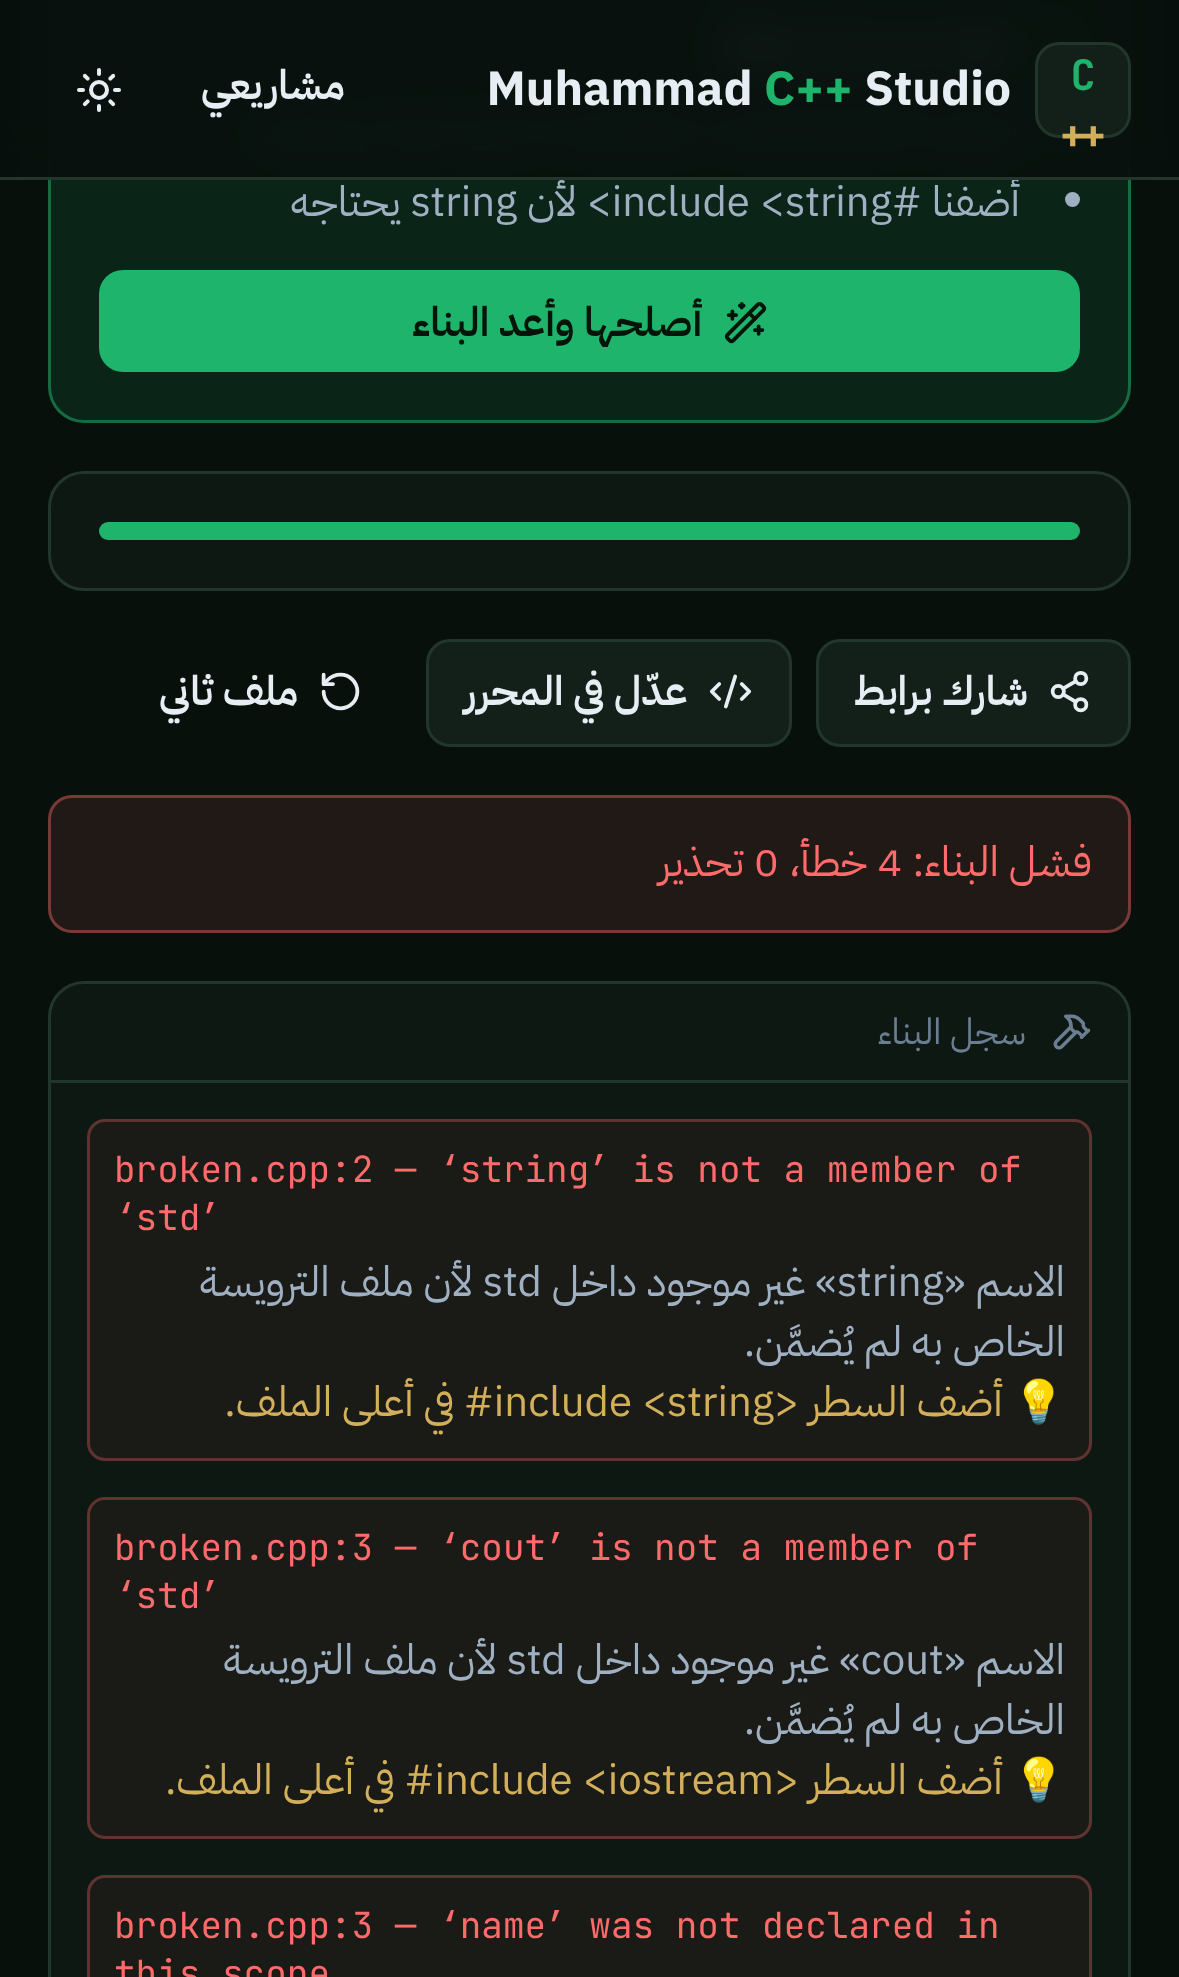 C
++
Muhammad C++ Studio
مشاريعي
أضفنا #include <string> لأن string يحتاجه
أصلحها وأعد البناء
شارك برابط
عدّل في المحرر
ملف ثاني
فشل البناء: 4 خطأ، 0 تحذير
سجل البناء
broken.cpp:2 — ‘string’ is not a member of
‘std’
الاسم «string» غير موجود داخل std لأن ملف الترويسة
الخاص به لم يُضمَّن.
💡 أضف السطر #include <string> في أعلى الملف.
broken.cpp:3 — ‘cout’ is not a member of
‘std’
الاسم «cout» غير موجود داخل std لأن ملف الترويسة
الخاص به لم يُضمَّن.
💡 أضف السطر #include <iostream> في أعلى الملف.
broken.cpp:3 — ‘name’ was not declared in
this scope